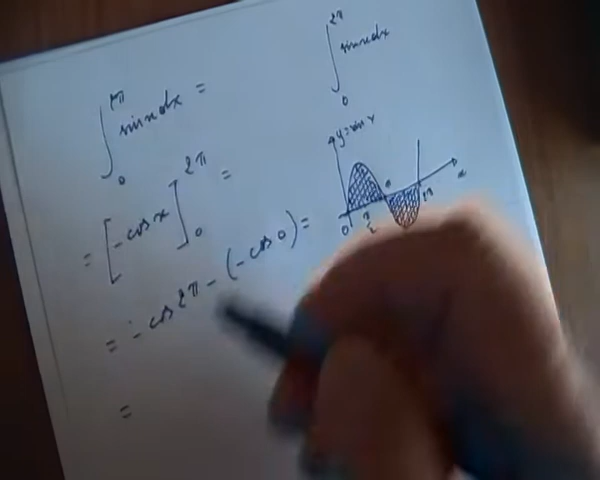 ∫₀^2π sin x dx =
= [-cos x]₀^2π =
= -cos 2π - (-cos 0) =
=
∫₀^2π sin x dx
y = sin x
0 π/2 2π x